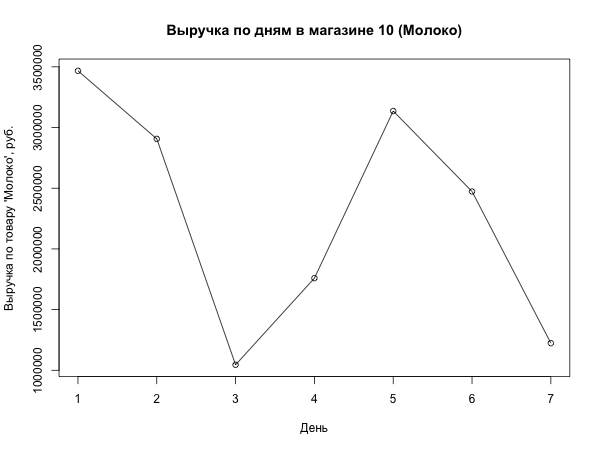 Выручка по дням в магазине 10 (Молоко)
Выручка по товару 'Молоко', руб.
3500000
3000000
2500000
2000000
1500000
1000000
1 2 3 4 5 6 7
День